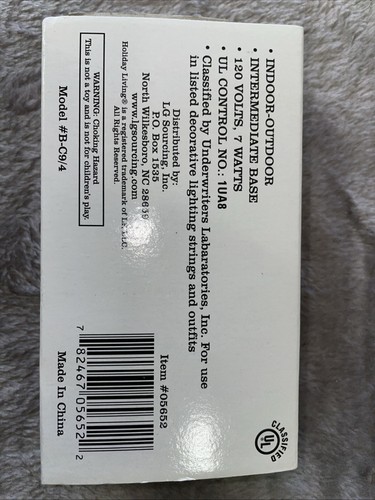 • INDOOR-OUTDOOR
• INTERMEDIATE BASE
• 120 VOLTS, 7 WATTS
• UL CONTROL NO.: 1UA8
• Classified by Underwriters Labaratories, Inc. For use
in listed decorative lighting strings and outfits
Distributed by:
LG Sourcing, Inc.
P.O. Box 1535
North Wilkesboro, NC 28659
www.lgsourcing.com
Holiday Living® is a registered trademark of LF, LLC.
All Rights Reserved.
WARNING: Choking Hazard
This is not a toy and is not for children's play.
Model #B-C9/4
CLASSIFIED
UL
Item #05652
7 82467 05652 2
Made In China